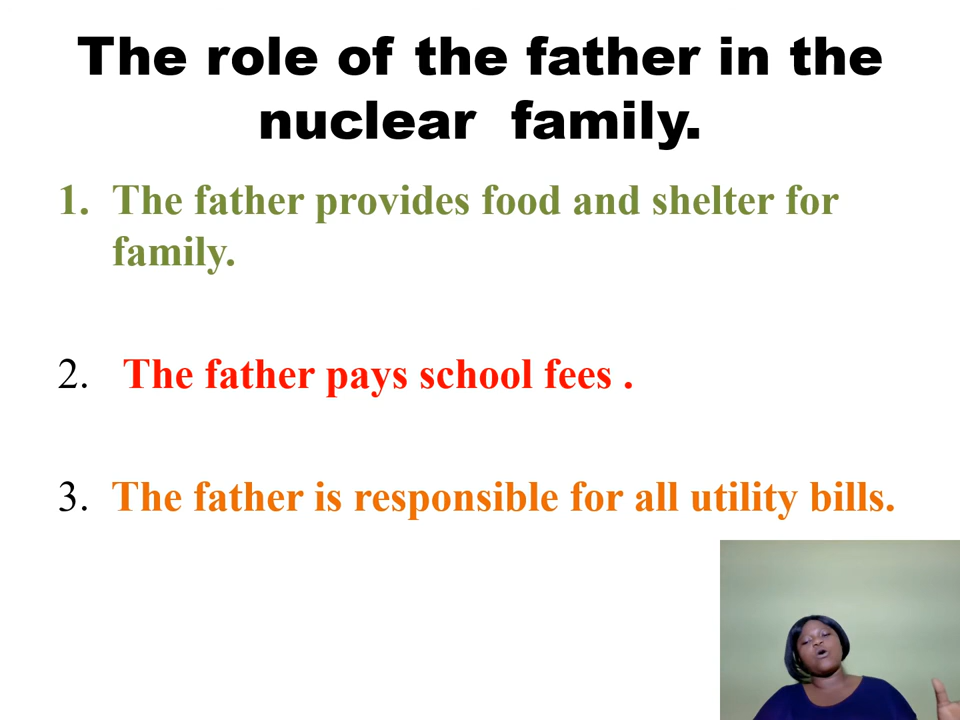 The role of the father in the
nuclear family.
1. The father provides food and shelter for
family.
2. The father pays school fees .
3. The father is responsible for all utility bills.